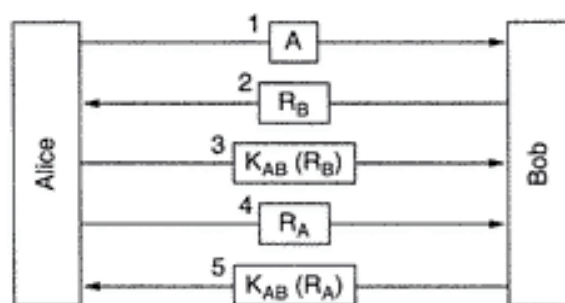 Alice
1 A
2 R_B
3 K_AB (R_B)
4 R_A
5 K_AB (R_A)
Bob